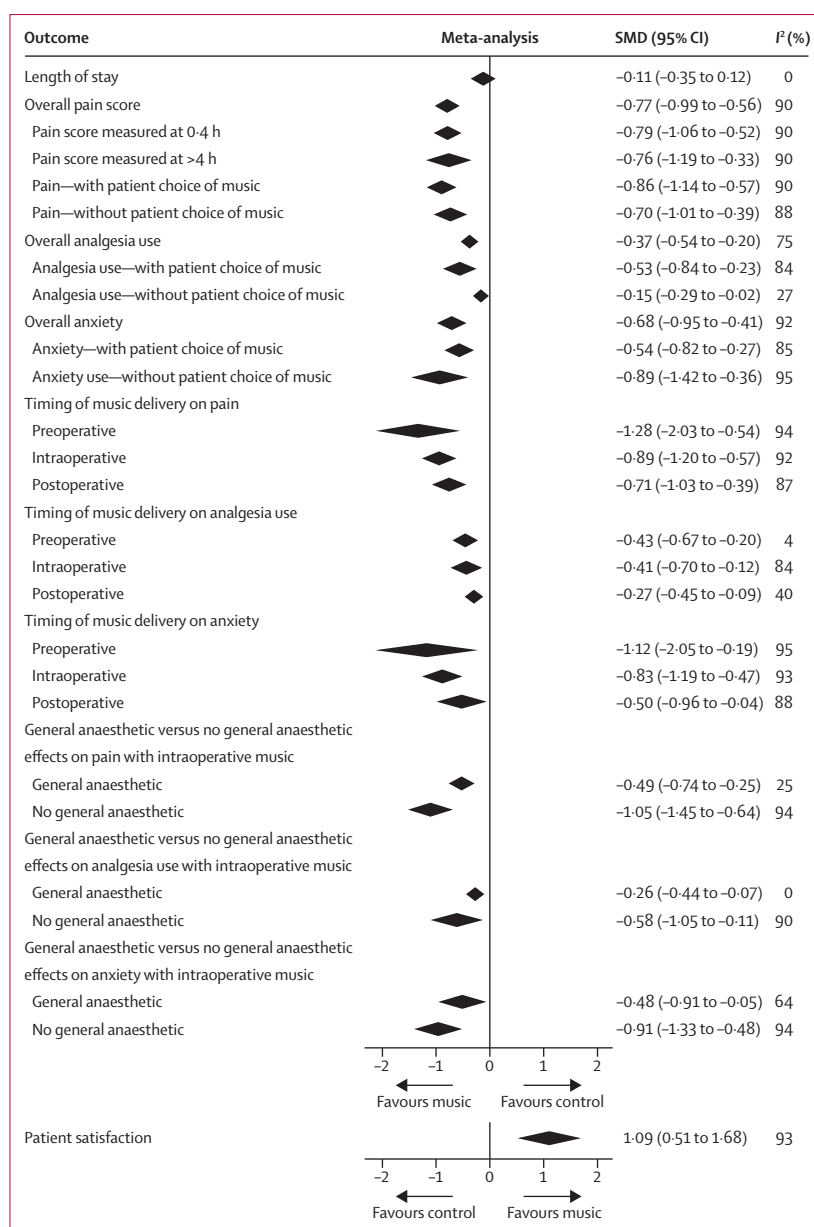 Outcome Meta-analysis SMD (95% CI) I² (%)
Length of stay –0·11 (–0·35 to 0·12) 0
Overall pain score –0·77 (–0·99 to –0·56) 90
Pain score measured at 0·4 h –0·79 (–1·06 to –0·52) 90
Pain score measured at >4 h –0·76 (–1·19 to –0·33) 90
Pain—with patient choice of music –0·86 (–1·14 to –0·57) 90
Pain—without patient choice of music –0·70 (–1·01 to –0·39) 88
Overall analgesia use –0·37 (–0·54 to –0·20) 75
Analgesia use—with patient choice of music –0·53 (–0·84 to –0·23) 84
Analgesia use—without patient choice of music –0·15 (–0·29 to –0·02) 27
Overall anxiety –0·68 (–0·95 to –0·41) 92
Anxiety—with patient choice of music –0·54 (–0·82 to –0·27) 85
Anxiety use—without patient choice of music –0·89 (–1·42 to –0·36) 95
Timing of music delivery on pain
Preoperative –1·28 (–2·03 to –0·54) 94
Intraoperative –0·89 (–1·20 to –0·57) 92
Postoperative –0·71 (–1·03 to –0·39) 87
Timing of music delivery on analgesia use
Preoperative –0·43 (–0·67 to –0·20) 4
Intraoperative –0·41 (–0·70 to –0·12) 84
Postoperative –0·27 (–0·45 to –0·09) 40
Timing of music delivery on anxiety
Preoperative –1·12 (–2·05 to –0·19) 95
Intraoperative –0·83 (–1·19 to –0·47) 93
Postoperative –0·50 (–0·96 to –0·04) 88
General anaesthetic versus no general anaesthetic
effects on pain with intraoperative music
General anaesthetic –0·49 (–0·74 to –0·25) 25
No general anaesthetic –1·05 (–1·45 to –0·64) 94
General anaesthetic versus no general anaesthetic
effects on analgesia use with intraoperative music
General anaesthetic –0·26 (–0·44 to –0·07) 0
No general anaesthetic –0·58 (–1·05 to –0·11) 90
General anaesthetic versus no general anaesthetic
effects on anxiety with intraoperative music
General anaesthetic –0·48 (–0·91 to –0·05) 64
No general anaesthetic –0·91 (–1·33 to –0·48) 94
–2 –1 0 1 2
Favours music Favours control
Patient satisfaction 1·09 (0·51 to 1·68) 93
–2 –1 0 1 2
Favours control Favours music